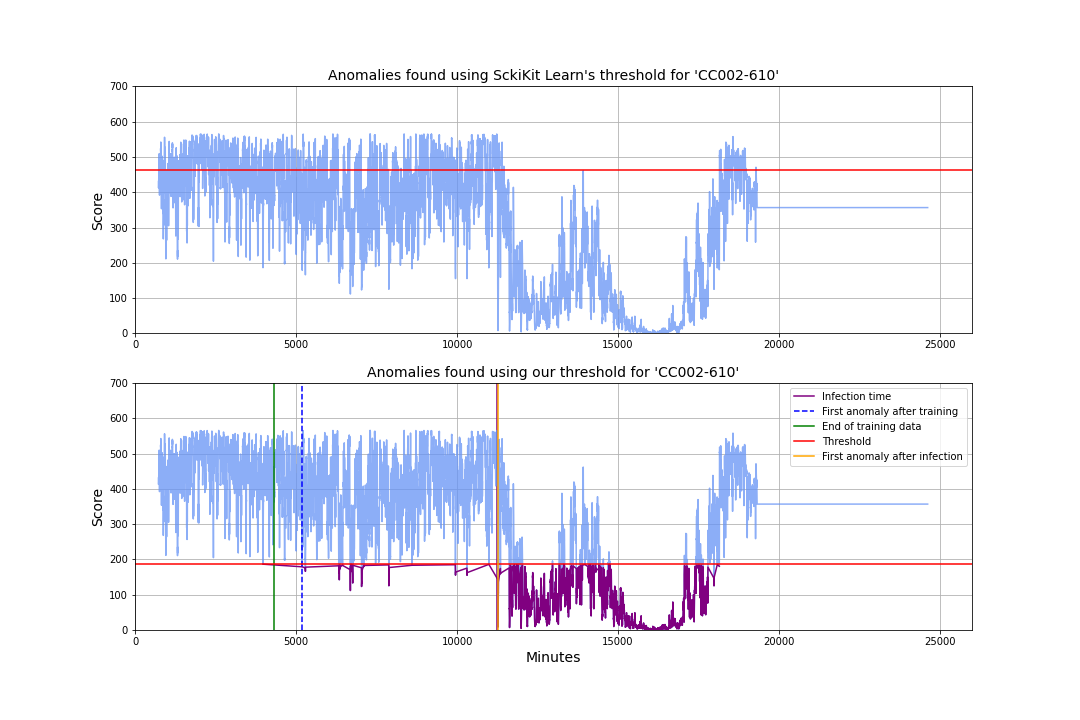 Anomalies found using SckiKit Learn's threshold for 'CC002-610'
700
600
500
400
300
200
100
0
Score
0 5000 10000 15000 20000 25000
Anomalies found using our threshold for 'CC002-610'
700
600
500
400
300
200
100
0
Score
Infection time
First anomaly after training
End of training data
Threshold
First anomaly after infection
0 5000 10000 15000 20000 25000
Minutes